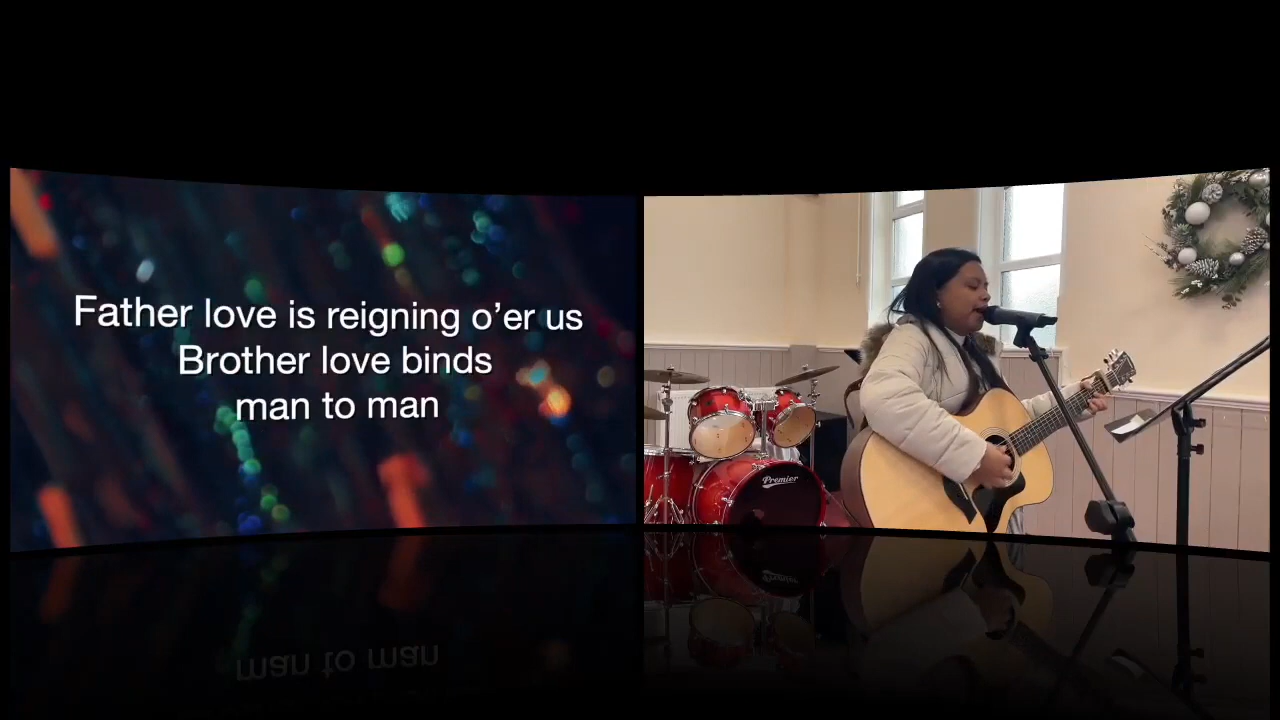 Father love is reigning o’er us
Brother love binds
man to man
Premier